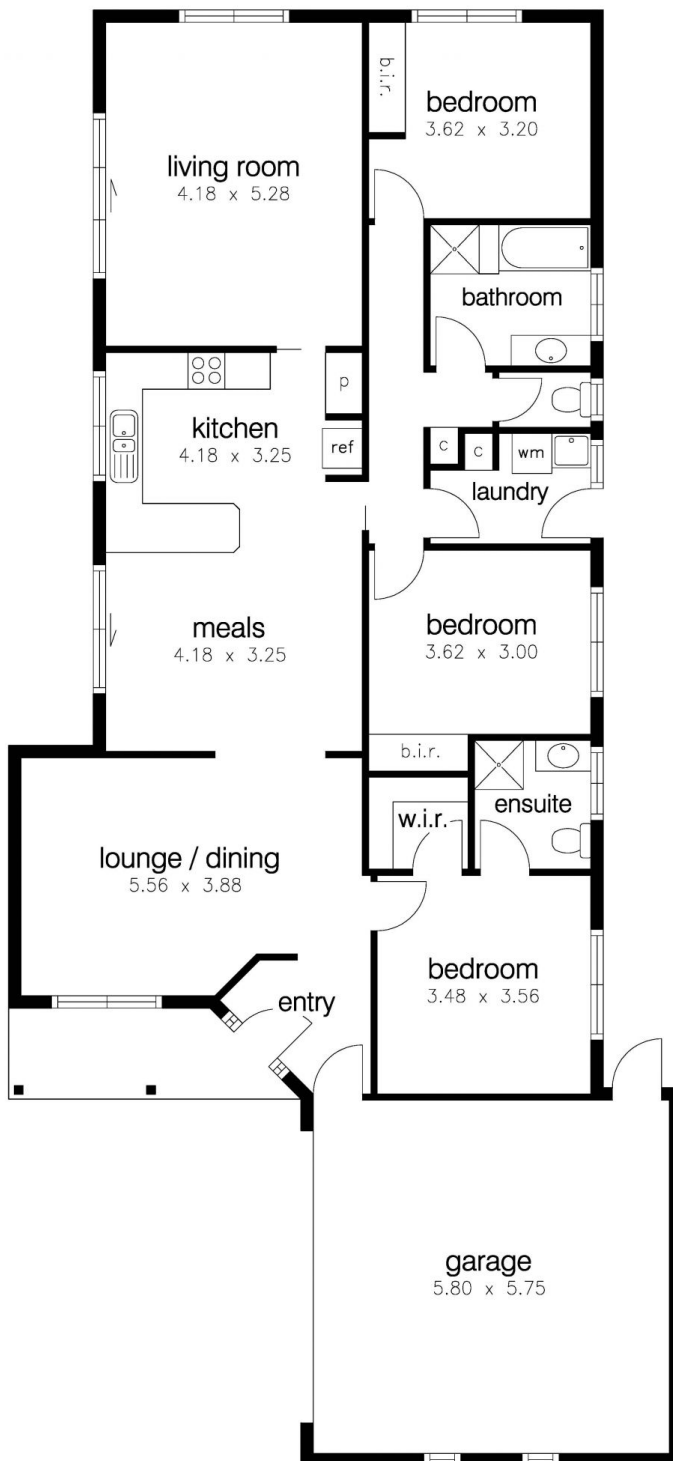 b.i.r.
bedroom
3.62 x 3.20
living room
4.18 x 5.28
bathroom
p
kitchen
4.18 x 3.25
ref
c
c
wm
laundry
meals
4.18 x 3.25
bedroom
3.62 x 3.00
b.i.r.
ensuite
w.i.r.
lounge / dining
5.56 x 3.88
bedroom
3.48 x 3.56
entry
garage
5.80 x 5.75